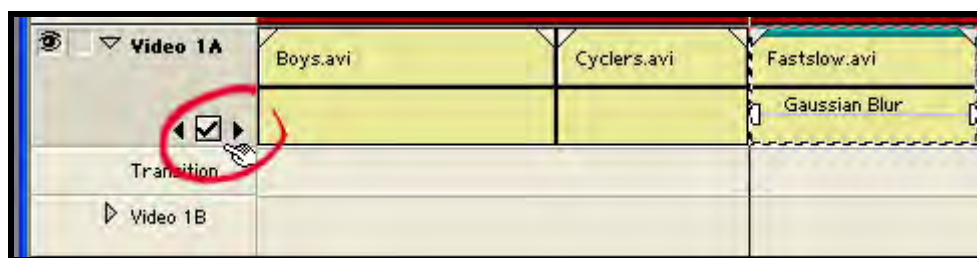 Video 1A
Boys.avi
Cyclers.avi
Fastslow.avi
Gaussian Blur
Transition
Video 1B